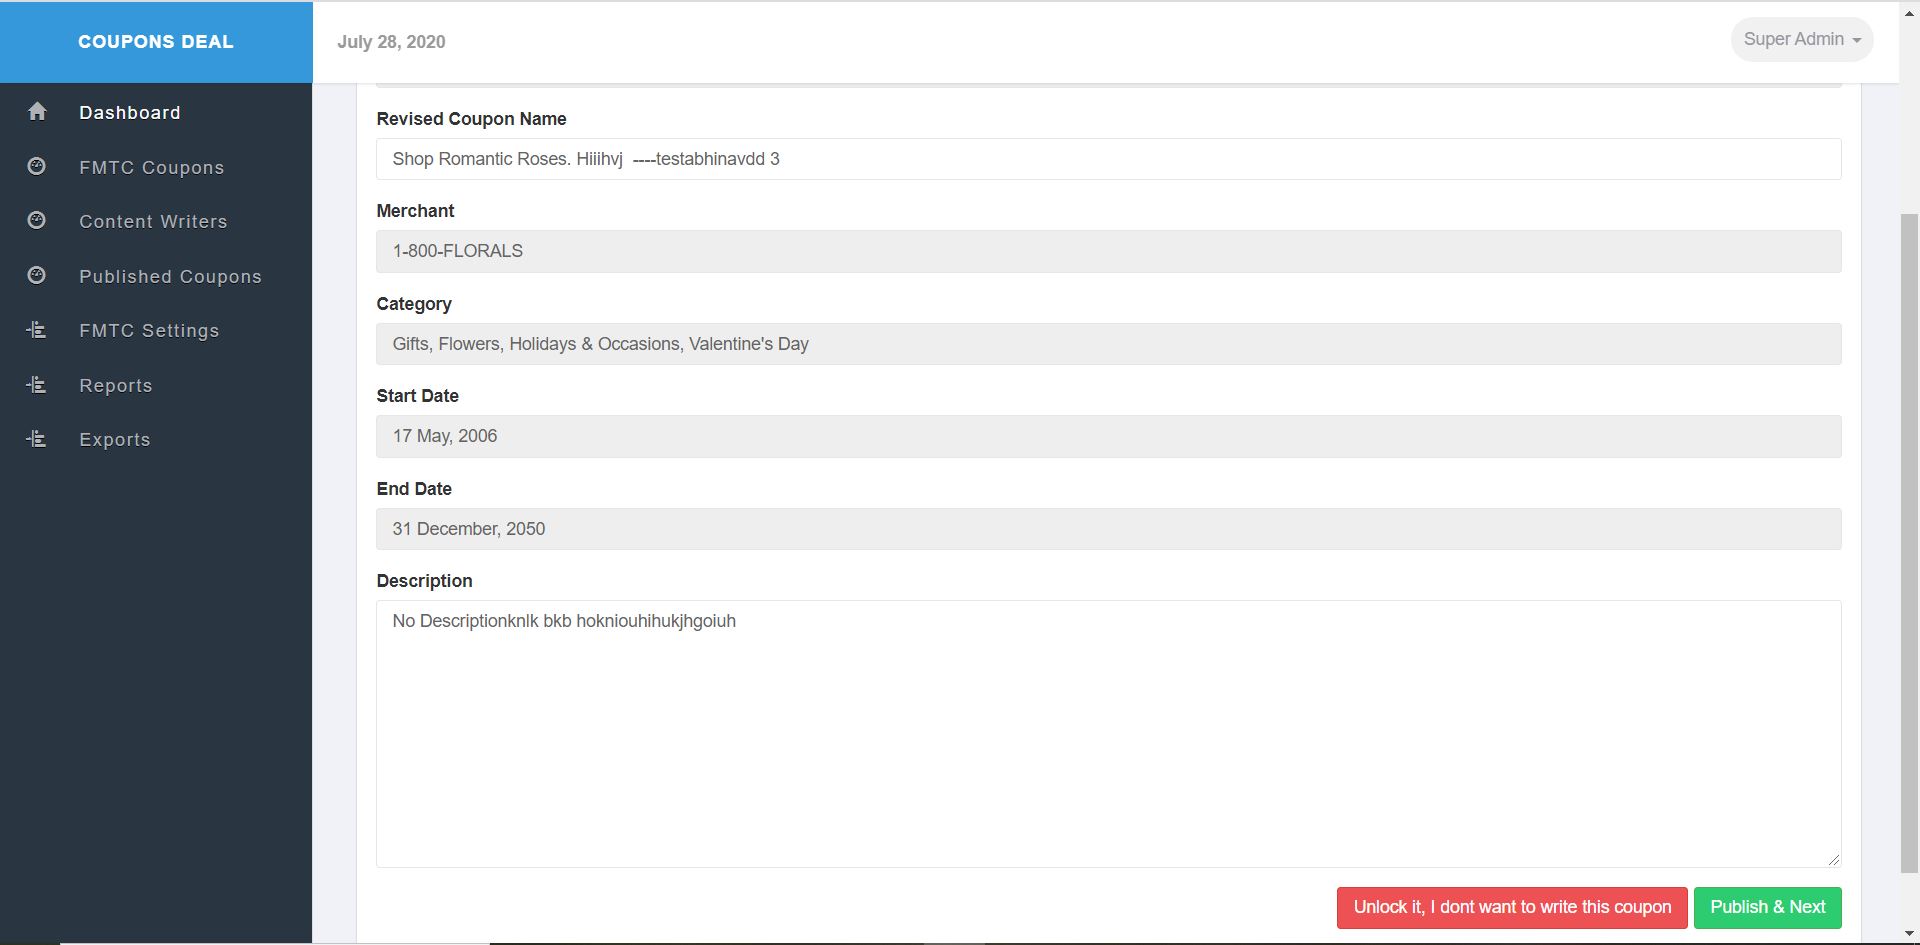 COUPONS DEAL
July 28, 2020
Super Admin
Dashboard
FMTC Coupons
Content Writers
Published Coupons
FMTC Settings
Reports
Exports
Revised Coupon Name
Shop Romantic Roses. Hiiihvj  ----testabhinavdd 3
Merchant
1-800-FLORALS
Category
Gifts, Flowers, Holidays & Occasions, Valentine's Day
Start Date
17 May, 2006
End Date
31 December, 2050
Description
No Descriptionknlk bkb hokniouhihukjhgoiuh
Unlock it, I dont want to write this coupon
Publish & Next